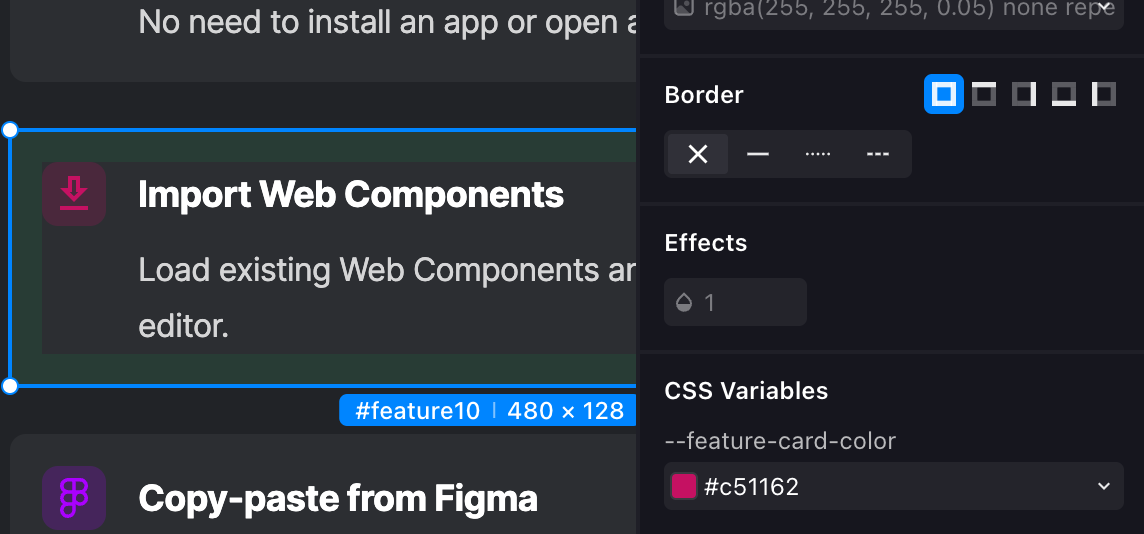 No need to install an app or open a
Import Web Components
Load existing Web Components
editor.
#feature10 | 480 × 128
Copy-paste from Figma
rgba(255, 255, 255, 0.05) none repe
Border
Effects
1
CSS Variables
--feature-card-color
#c51162